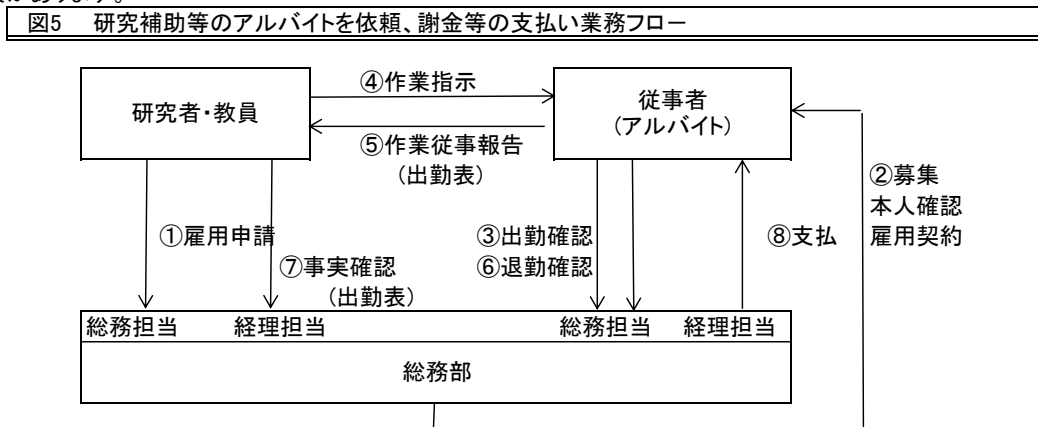 図5 研究補助等のアルバイトを依頼、謝金等の支払い業務フロー
④作業指示
研究者・教員
従事者
(アルバイト)
⑤作業従事報告
(出勤表)
②募集
本人確認
雇用契約
①雇用申請
③出勤確認
⑧支払
⑦事実確認
(出勤表)
⑥退勤確認
総務担当 経理担当 総務担当 経理担当
総務部